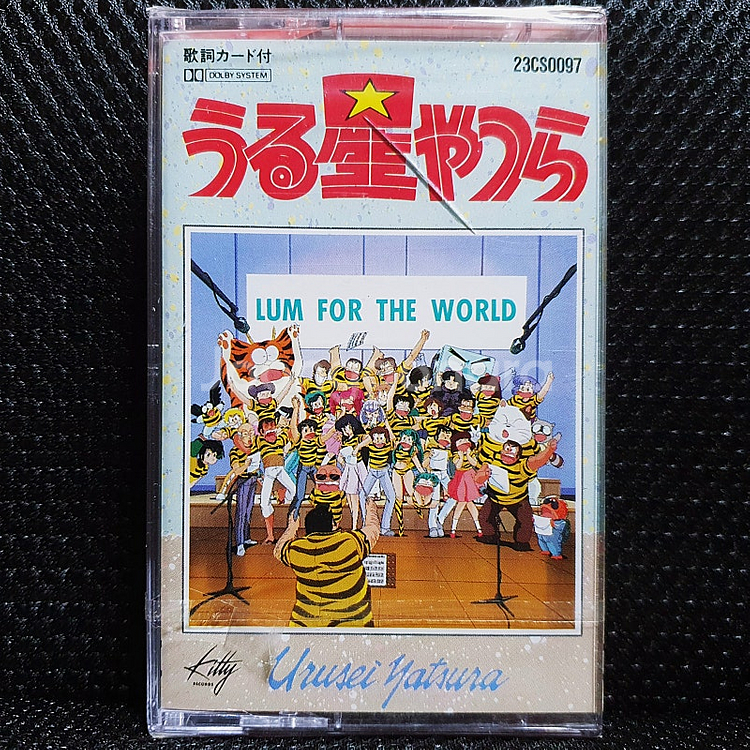 歌詞カード付
DOLBY SYSTEM
23CS0097
うる星やつら
LUM FOR THE WORLD
Kitty
RECORDS
Urusei Yatsura